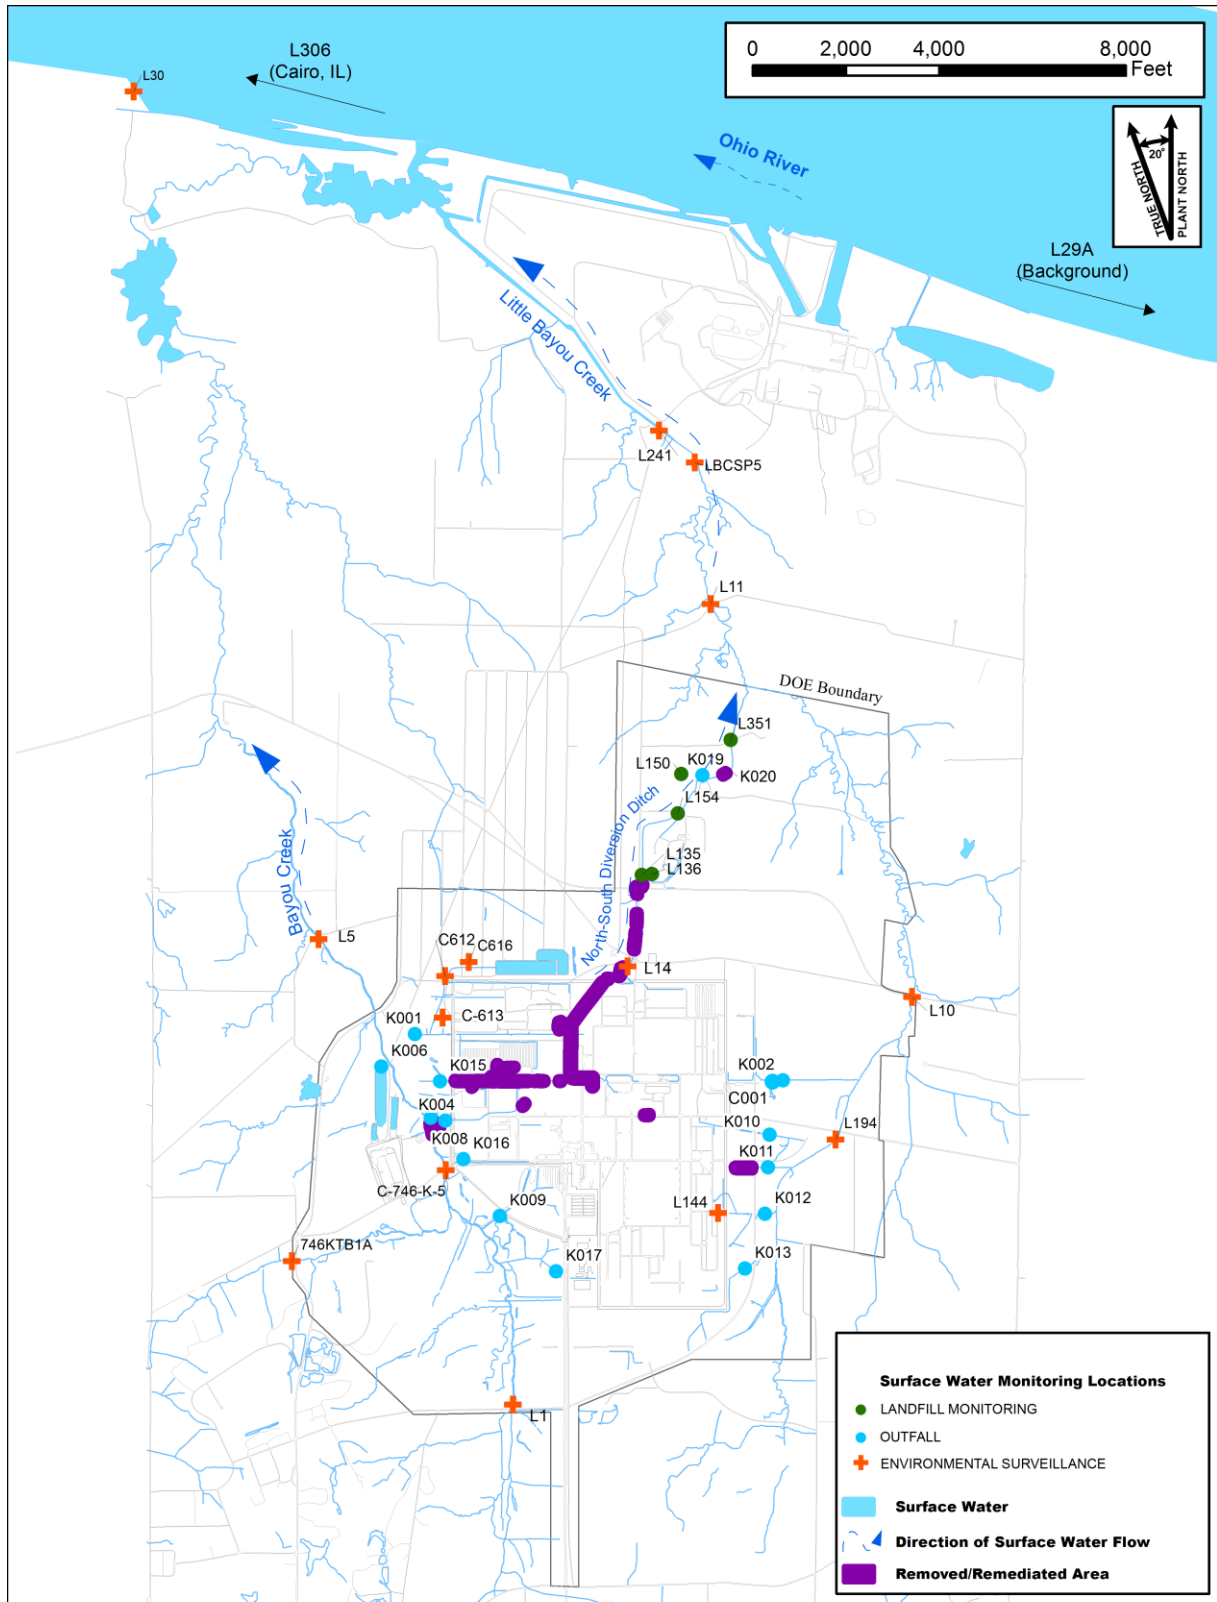 L306
(Cairo, IL)
L30
0 2,000 4,000 8,000
Feet
TRUE NORTH
20°
PLANT NORTH
Ohio River
L29A
(Background)
Little Bayou Creek
L241
LBCSP5
L11
DOE Boundary
L351
L150
K019
K020
L154
North-South Diversion Ditch
L135
L136
Bayou Creek
L5
C612
C616
L14
C-613
L10
K001
K006
K015
K002
C001
K004
K010
L194
K008
K016
K011
C-746-K-5
K009
L144
K012
746KTB1A
K017
K013
L1
Surface Water Monitoring Locations
LANDFILL MONITORING
OUTFALL
ENVIRONMENTAL SURVEILLANCE
Surface Water
Direction of Surface Water Flow
Removed/Remediated Area